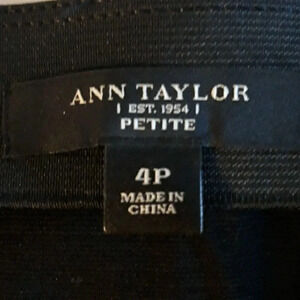 ANN TAYLOR
| EST. 1954 |
PETITE
4P
MADE IN
CHINA